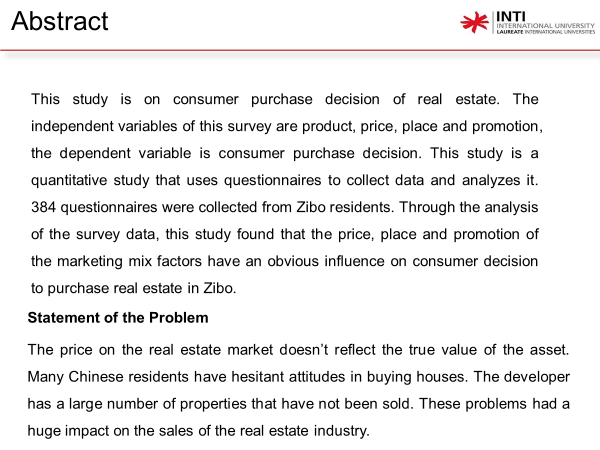 Abstract
INTI
INTERNATIONAL UNIVERSITY
LAUREATE INTERNATIONAL UNIVERSITIES
This study is on consumer purchase decision of real estate. The
independent variables of this survey are product, price, place and promotion,
the dependent variable is consumer purchase decision. This study is a
quantitative study that uses questionnaires to collect data and analyzes it.
384 questionnaires were collected from Zibo residents. Through the analysis
of the survey data, this study found that the price, place and promotion of
the marketing mix factors have an obvious influence on consumer decision
to purchase real estate in Zibo.
Statement of the Problem
The price on the real estate market doesn’t reflect the true value of the asset.
Many Chinese residents have hesitant attitudes in buying houses. The developer
has a large number of properties that have not been sold. These problems had a
huge impact on the sales of the real estate industry.